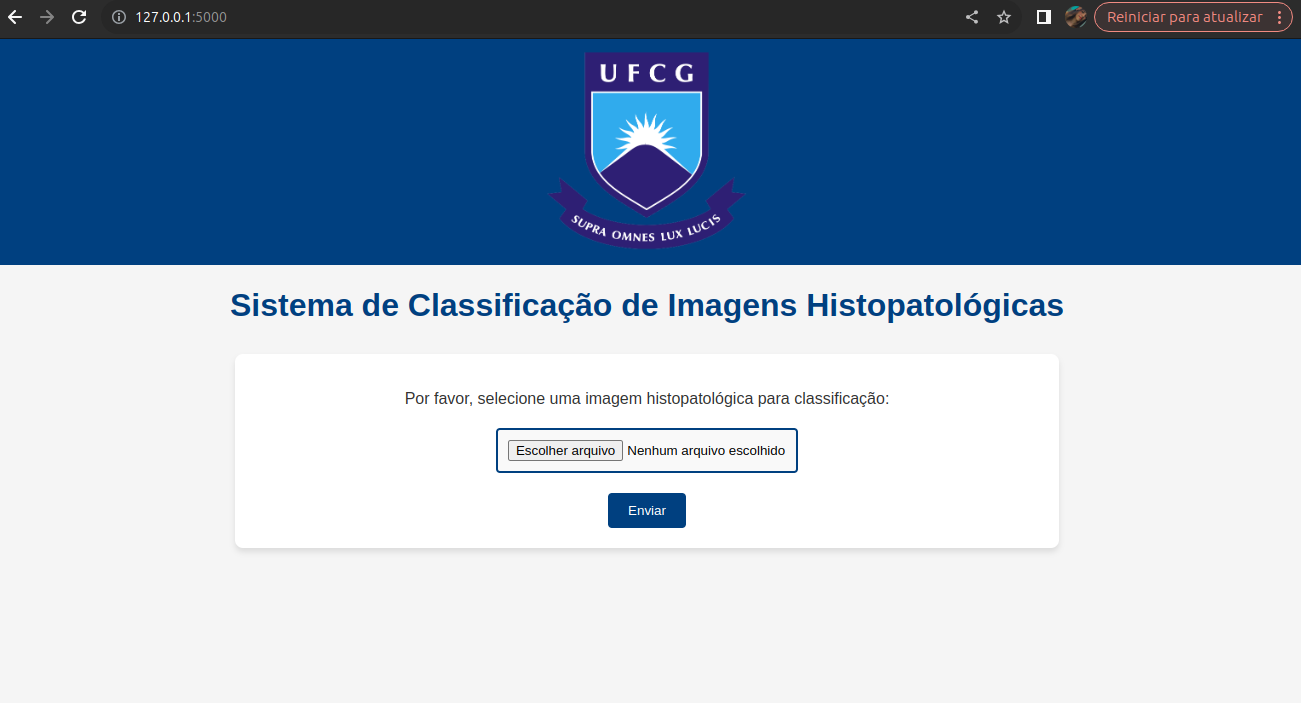 127.0.0.1:5000
Reiniciar para atualizar
UFCG
SUPRA OMNES LUX LUCIS
Sistema de Classificação de Imagens Histopatológicas
Por favor, selecione uma imagem histopatológica para classificação:
Escolher arquivo Nenhum arquivo escolhido
Enviar